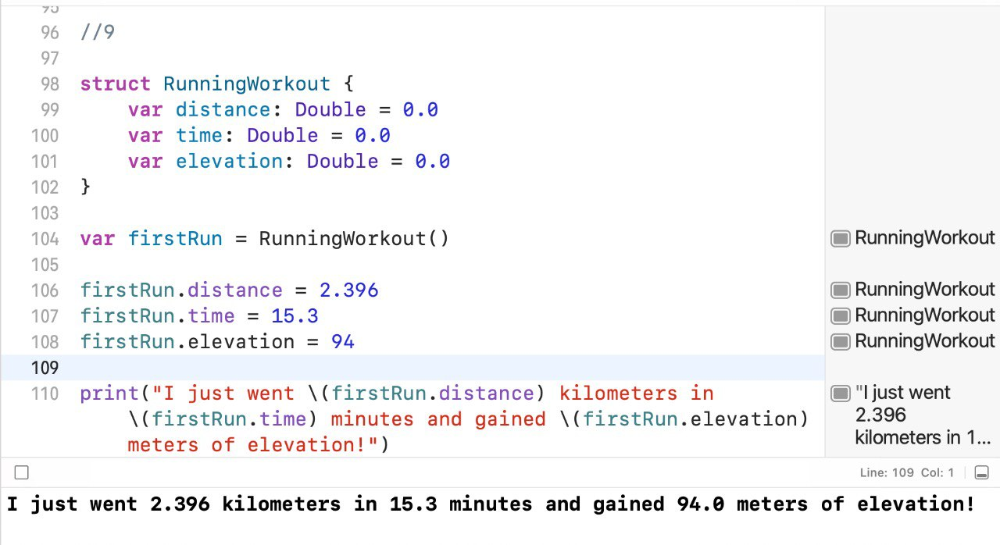 95
96 //9
97
98 struct RunningWorkout {
99 var distance: Double = 0.0
100 var time: Double = 0.0
101 var elevation: Double = 0.0
102 }
103
104 var firstRun = RunningWorkout() RunningWorkout
105
106 firstRun.distance = 2.396 RunningWorkout
107 firstRun.time = 15.3 RunningWorkout
108 firstRun.elevation = 94 RunningWorkout
109
110 print("I just went \(firstRun.distance) kilometers in "I just went
\(firstRun.time) minutes and gained \(firstRun.elevation) 2.396
meters of elevation!") kilometers in 1...
Line: 109 Col: 1
I just went 2.396 kilometers in 15.3 minutes and gained 94.0 meters of elevation!